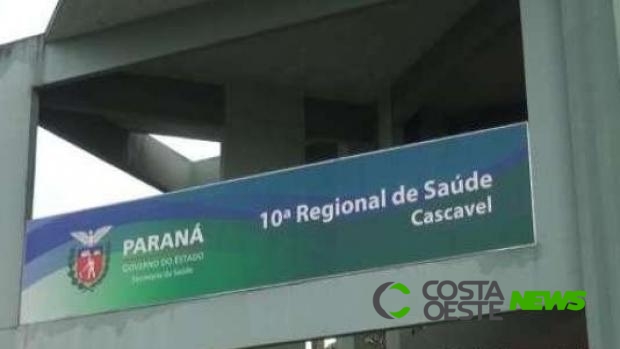 10ª Regional de Saúde
Cascavel
PARANÁ
GOVERNO DO ESTADO
Secretaria da Saúde
COSTA
OESTE NEWS